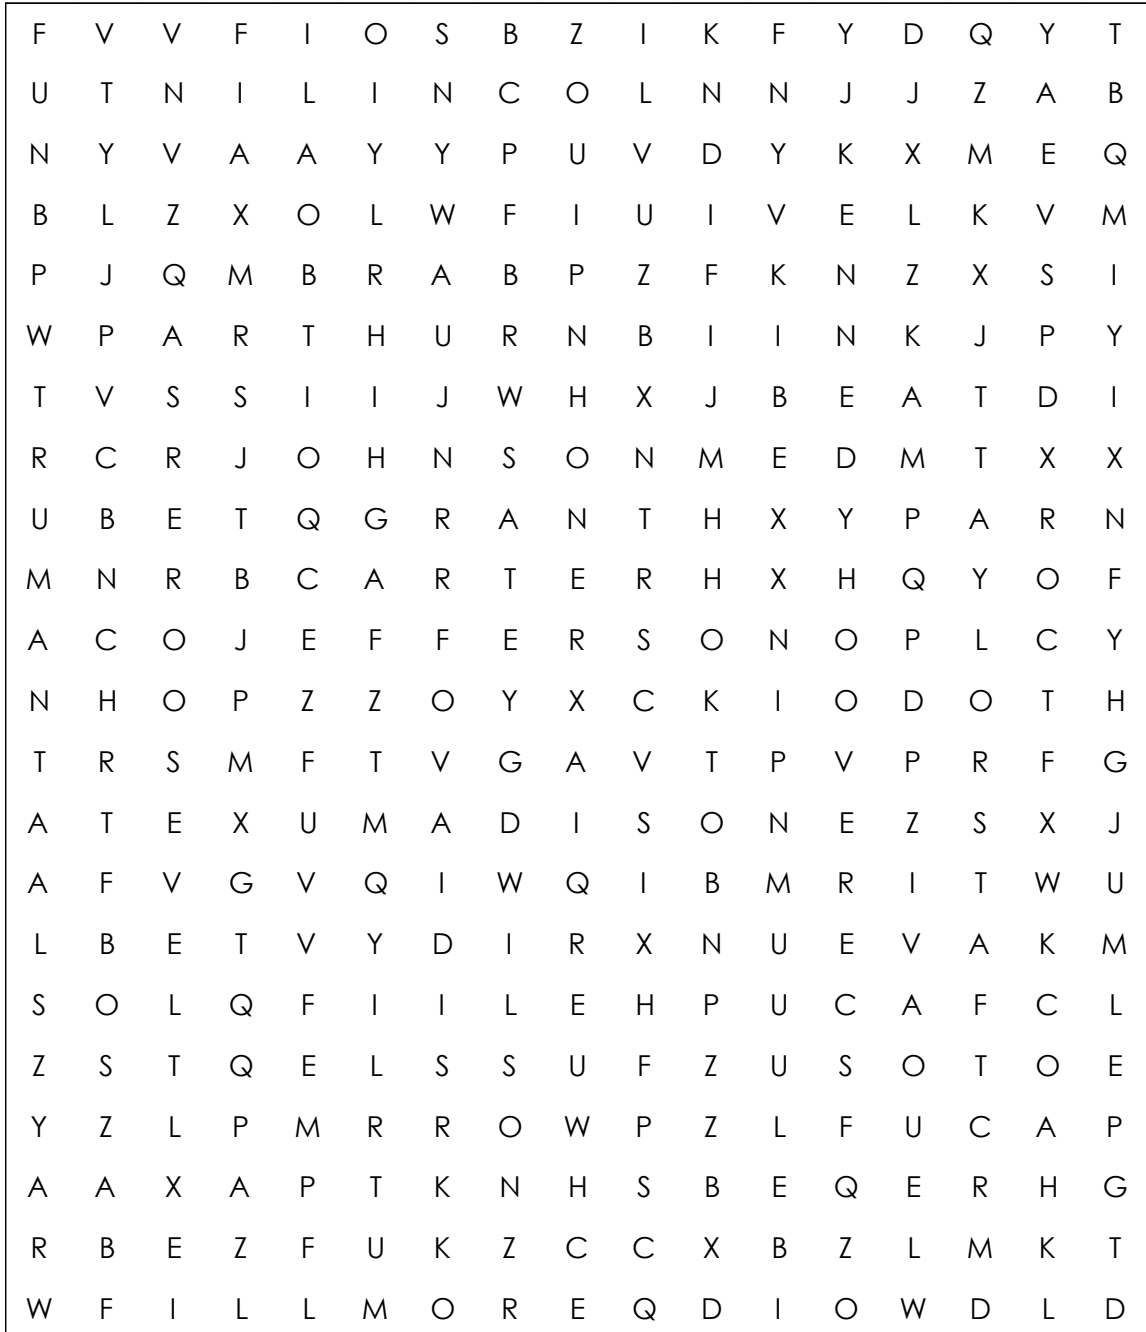 F V V F I O S B Z I K F Y D Q Y T
U T N I L I N C O L N N J J Z A B
N Y V A A Y Y P U V D Y K X M E Q
B L Z X O L W F I U I V E L K V M
P J Q M B R A B P Z F K N Z X S I
W P A R T H U R N B I I N K J P Y
T V S S I I J W H X J B E A T D I
R C R J O H N S O N M E D M T X X
U B E T Q G R A N T H X Y P A R N
M N R B C A R T E R H X H Q Y O F
A C O J E F F E R S O N O P L C Y
N H O P Z Z O Y X C K I O D O T H
T R S M F T V G A V T P V P R F G
A T E X U M A D I S O N E Z S X J
A F V G V Q I W Q I B M R I T W U
L B E T V Y D I R X N U E V A K M
S O L Q F I I L E H P U C A F C L
Z S T Q E L S S U F Z U S O T O E
Y Z L P M R R O W P Z L F U C A P
A A X A P T K N H S B E Q E R H G
R B E Z F U K Z C C X B Z L M K T
W F I L L M O R E Q D I O W D L D